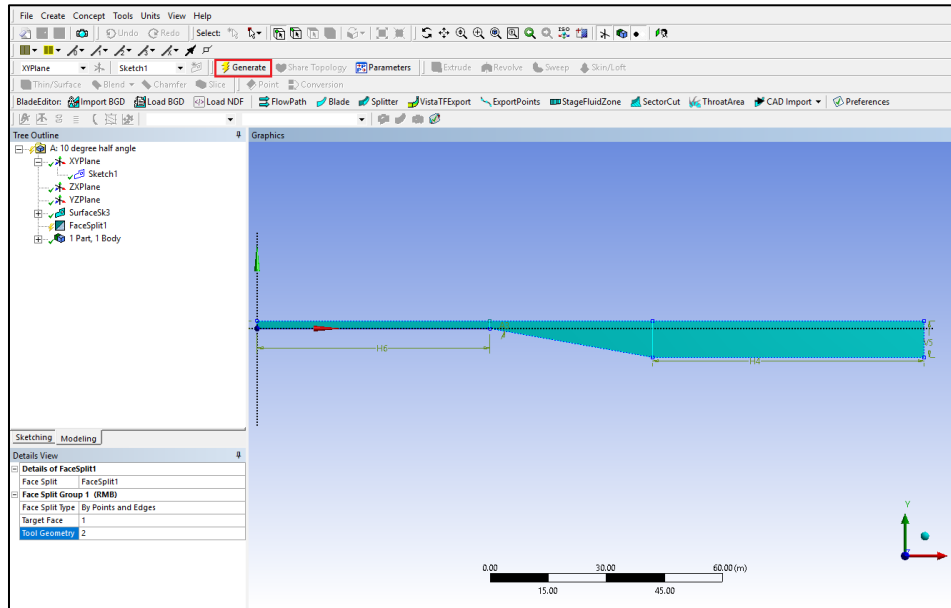 File Create Concept Tools Units View Help
Undo Redo Select: ISO
XYPlane Sketch1 Generate Share Topology Parameters Extrude Revolve Sweep Skin/Loft
Thin/Surface Blend Chamfer Slice Point Conversion
BladeEditor: Import BGD Load BGD Load NDF FlowPath Blade Splitter VistaTFExport ExportPoints StageFluidZone SectorCut ThroatArea CAD Import Preferences
Tree Outline
A: 10 degree half angle
XYPlane
Sketch1
ZXPlane
YZPlane
SurfaceSk3
FaceSplit1
1 Part, 1 Body
Sketching Modeling
Details View
Details of FaceSplit1
Face Split FaceSplit1
Face Split Group 1 (RMB)
Face Split Type By Points and Edges
Target Face 1
Tool Geometry 2
Graphics
V5
H6
H4
Y
0.00 30.00 60.00 (m)
15.00 45.00